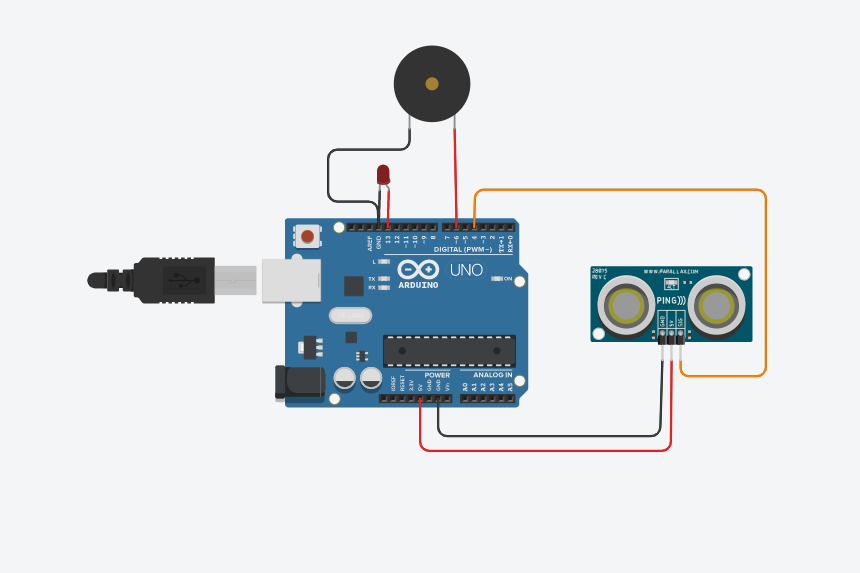 AREF
GND
13
12
~11
~10
~9
8
7
~6
~5
4
~3
2
TX→1
RX←0
DIGITAL (PWM~)
L
TX
RX
ARDUINO
UNO
ON
28015
REV C
WWW.PARALLAX.COM
ACT
PING)))
GND
5V
SIG
POWER
ANALOG IN
IOREF
RESET
3.3V
5V
GND
GND
Vin
A0
A1
A2
A3
A4
A5